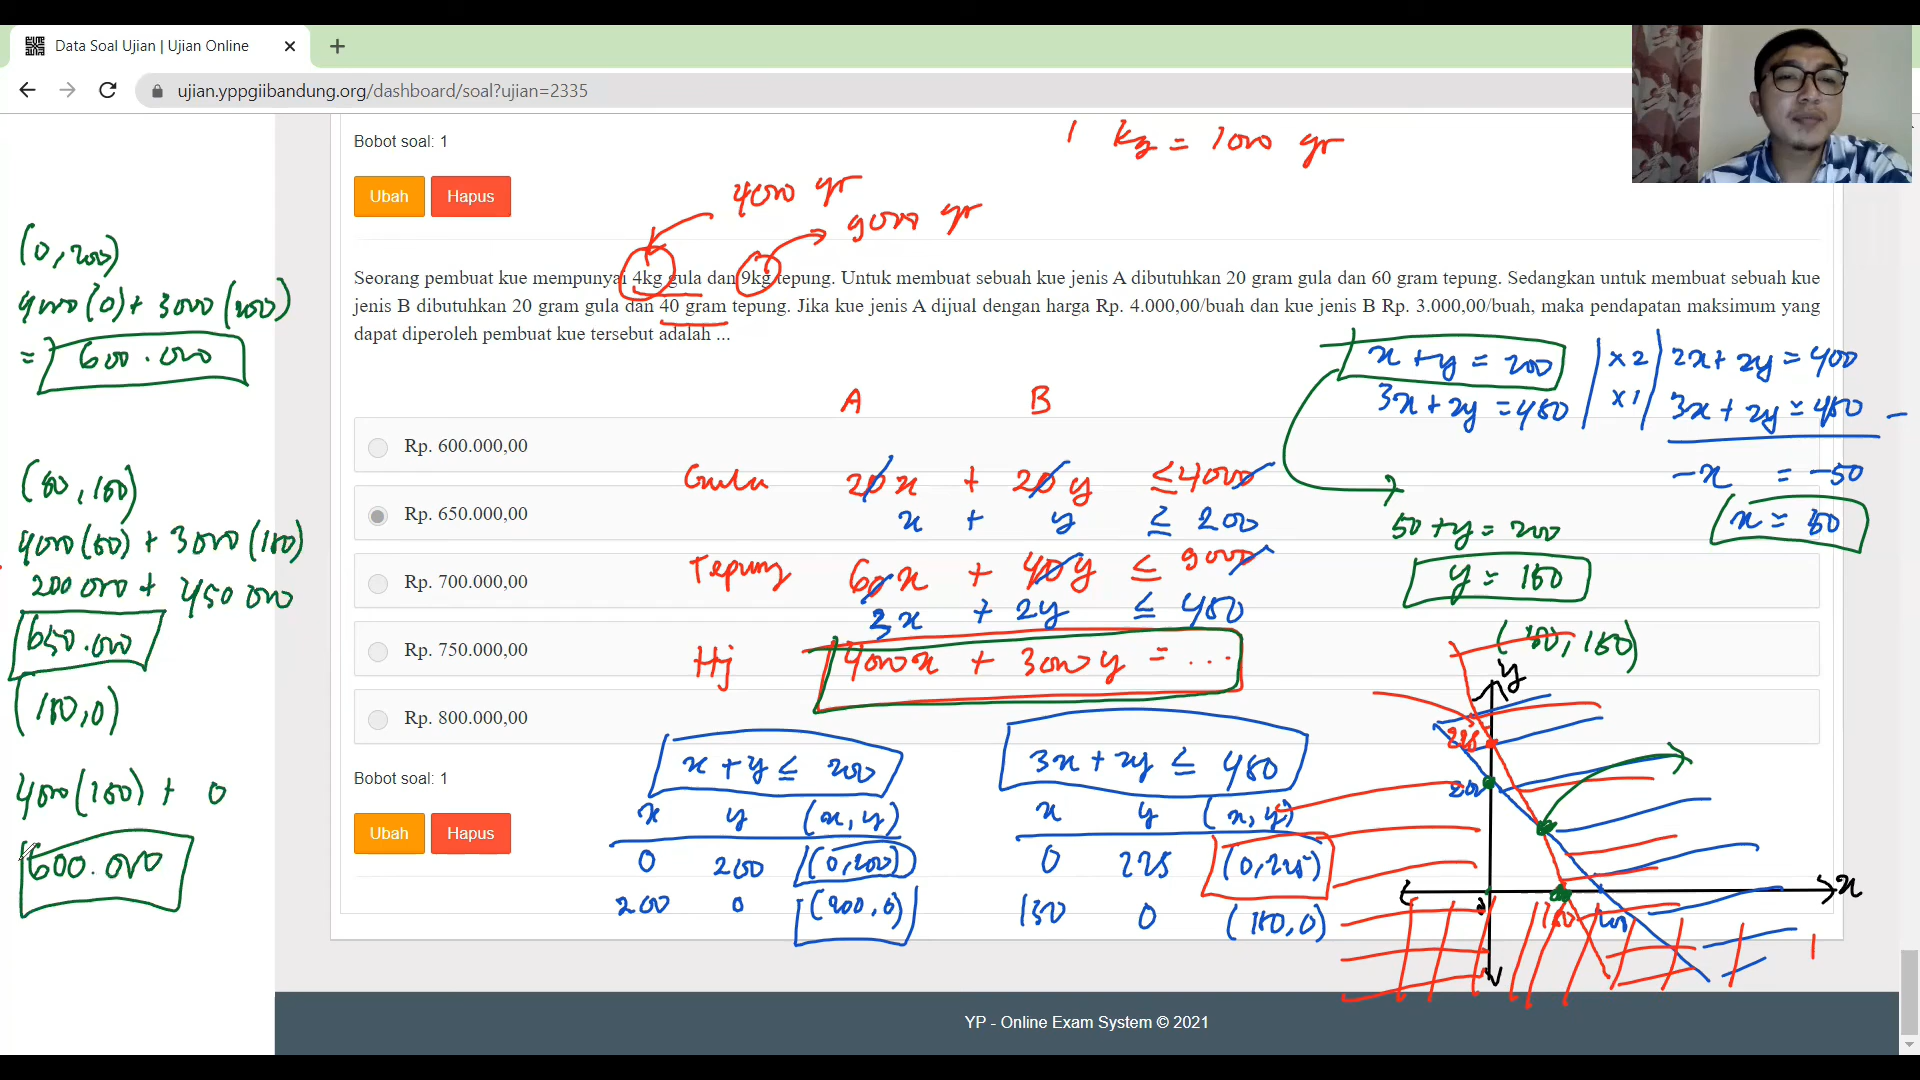 Data Soal Ujian | Ujian Online
ujian.yppgiibandung.org/dashboard/soal?ujian=2335
Bobot soal: 1
1 kg = 1000 gr
Ubah
Hapus
4000 gr
9000 gr
Seorang pembuat kue mempunyai 4kg gula dan 9kg tepung. Untuk membuat sebuah kue jenis A dibutuhkan 20 gram gula dan 60 gram tepung. Sedangkan untuk membuat sebuah kue
jenis B dibutuhkan 20 gram gula dan 40 gram tepung. Jika kue jenis A dijual dengan harga Rp. 4.000,00/buah dan kue jenis B Rp. 3.000,00/buah, maka pendapatan maksimum yang
dapat diperoleh pembuat kue tersebut adalah ...
A B
Rp. 600.000,00
Rp. 650.000,00
Rp. 700.000,00
Rp. 750.000,00
Rp. 800.000,00
Gula 20x + 20y ≤ 4000
x + y ≤ 200
Tepung 60x + 40y ≤ 9000
3x + 2y ≤ 450
Hj 4000x + 3000y = ...
x + y = 200 | x2 | 2x + 2y = 400
3x + 2y = 450 | x1 | 3x + 2y = 450 -
-x = -50
x = 50
50 + y = 200
y = 150
(50, 150)
(0, 200)
4000(0) + 3000(200)
= 600.000
(50, 150)
4000(50) + 3000(150)
200 000 + 450 000
650.000
(150, 0)
4000(150) + 0
600.000
x + y ≤ 200
x y (x, y)
0 200 (0, 200)
200 0 (200, 0)
3x + 2y ≤ 450
x y (x, y)
0 225 (0, 225)
150 0 (150, 0)
y
225
200
x
150 200
Bobot soal: 1
Ubah
Hapus
YP - Online Exam System © 2021